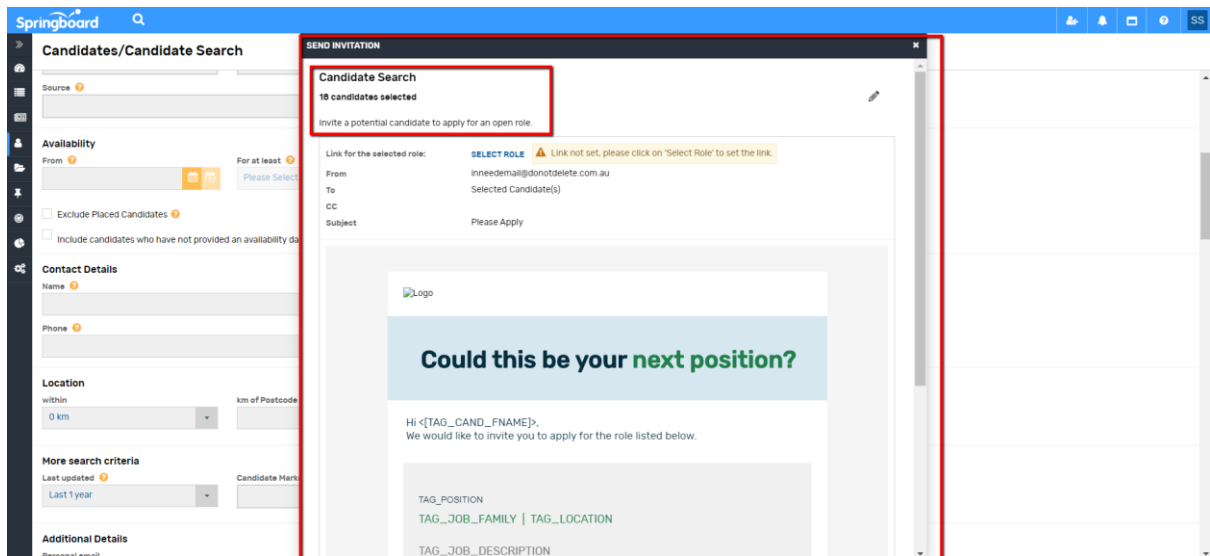 Springboard
SS
Candidates/Candidate Search
Source
Availability
From
For at least
Please Select
Exclude Placed Candidates
Include candidates who have not provided an availability da
Contact Details
Name
Phone
Location
within
km of Postcode
0 km
More search criteria
Last updated
Candidate Mark
Last 1 year
Additional Details
Personal email
SEND INVITATION
×
Candidate Search
18 candidates selected
Invite a potential candidate to apply for an open role.
Link for the selected role:
SELECT ROLE
Link not set, please click on 'Select Role' to set the link.
From
inneedemail@donotdelete.com.au
To
Selected Candidate(s)
CC
Subject
Please Apply
Logo
Could this be your next position?
Hi <[TAG_CAND_FNAME]>,
We would like to invite you to apply for the role listed below.
TAG_POSITION
TAG_JOB_FAMILY | TAG_LOCATION
TAG_JOB_DESCRIPTION